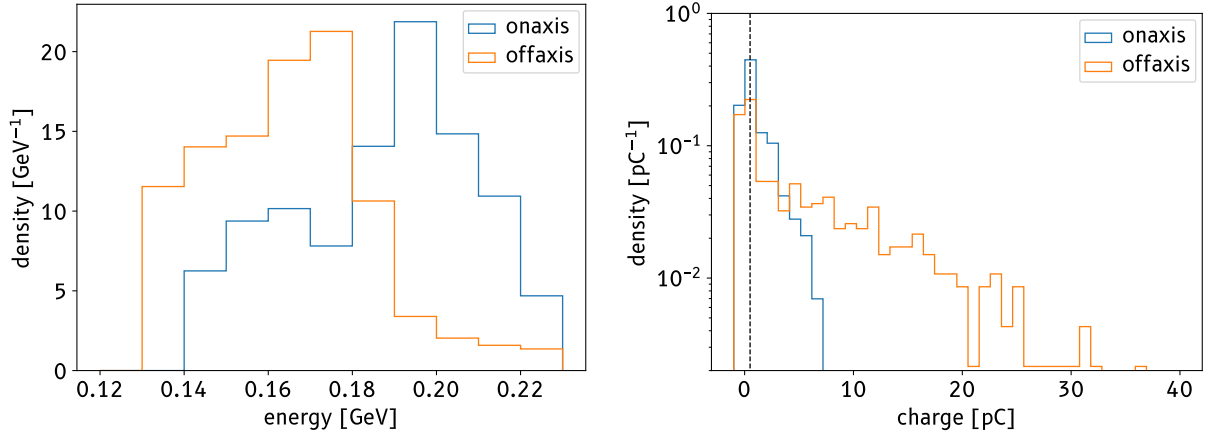 onaxis
offaxis
density [GeV⁻¹]
20
15
10
5
0
0.12 0.14 0.16 0.18 0.20 0.22
energy [GeV]
onaxis
offaxis
density [pC⁻¹]
10⁰
10⁻¹
10⁻²
0 10 20 30 40
charge [pC]